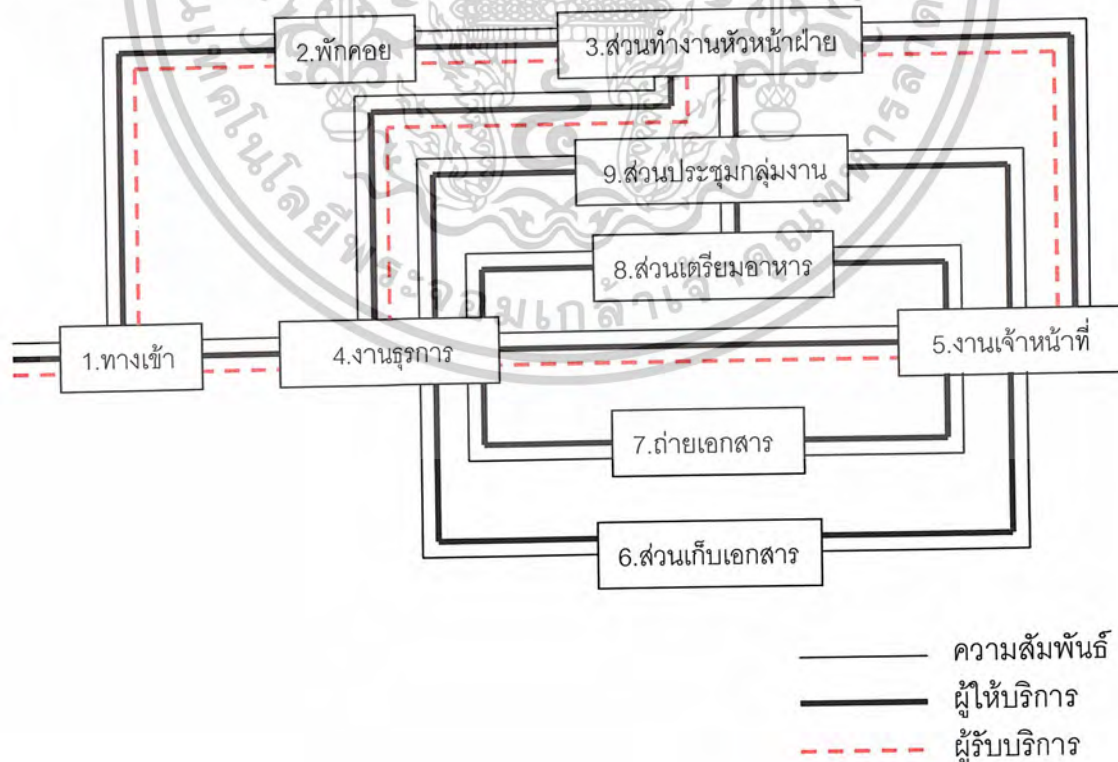 2.พักคอย
3.ส่วนทำงานหัวหน้าฝ่าย
9.ส่วนประชุมกลุ่มงาน
8.ส่วนเตรียมอาหาร
1.ทางเข้า
4.งานธุรการ
5.งานเจ้าหน้าที่
7.ถ่ายเอกสาร
6.ส่วนเก็บเอกสาร
ความสัมพันธ์
ผู้ให้บริการ
ผู้รับบริการ